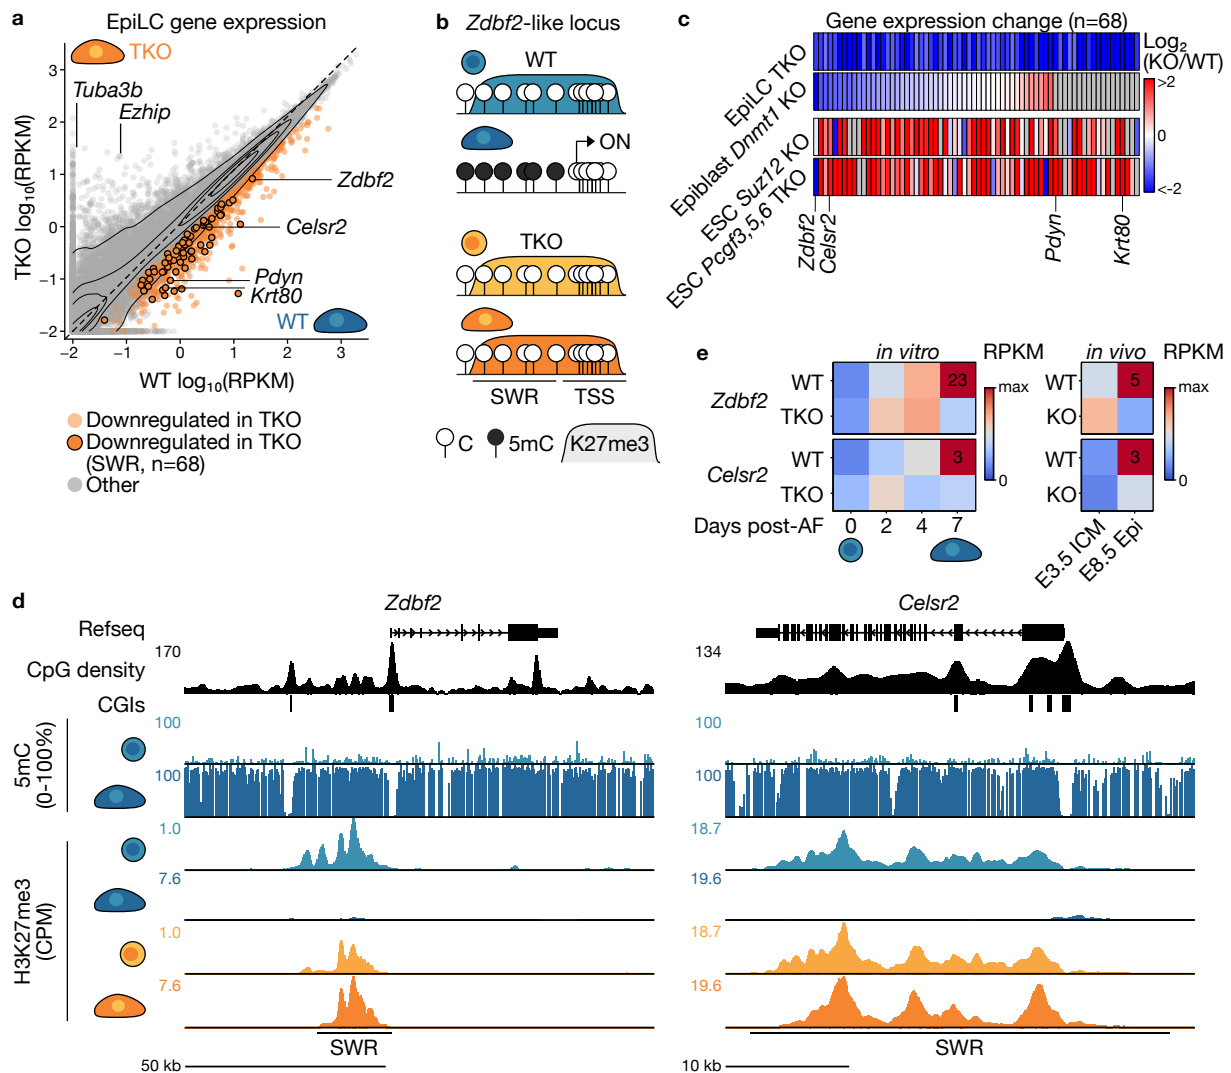 a
EpiLC gene expression
TKO
Tuba3b
Ezhip
Zdbf2
Celsr2
Pdyn
Krt80
WT
TKO log10(RPKM)
3
2
1
0
−1
−2
−2 −1 0 1 2 3
WT log10(RPKM)
Downregulated in TKO
Downregulated in TKO
(SWR, n=68)
Other
b
Zdbf2-like locus
WT
ON
TKO
SWR TSS
C 5mC K27me3
c
Gene expression change (n=68)
EpiLC TKO
Epiblast Dnmt1 KO
ESC Suz12 KO
ESC Pcgf3,5,6 TKO
Zdbf2
Celsr2
Pdyn
Krt80
Log2
(KO/WT)
>2
0
<-2
e
in vitro RPKM in vivo RPKM
Zdbf2
WT 23 max WT 5 max
TKO 0 KO 0
Celsr2
WT 3 max WT 3 max
TKO 0 KO 0
Days post-AF 0 2 4 7
E3.5 ICM
E8.5 Epi
d
Zdbf2 Celsr2
Refseq
CpG density 170 134
CGIs
5mC
(0-100%)
100 100
100 100
H3K27me3
(CPM)
1.0 18.7
7.6 19.6
1.0 18.7
7.6 19.6
SWR SWR
50 kb 10 kb